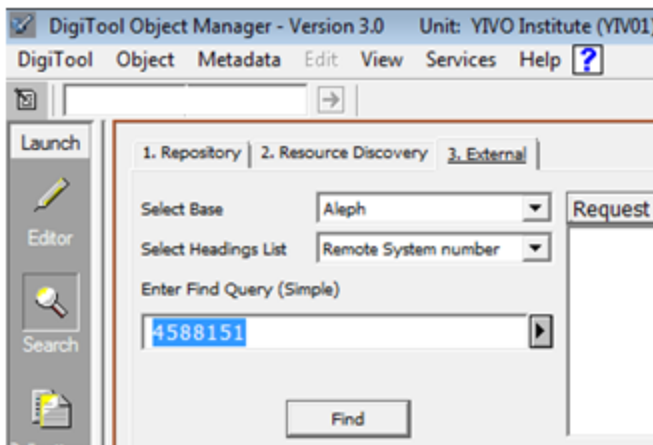 DigiTool Object Manager - Version 3.0 Unit: YIVO Institute (YIV01)
DigiTool Object Metadata Edit View Services Help ?
Launch
1. Repository 2. Resource Discovery 3. External
Select Base Aleph Request
Editor
Select Headings List Remote System number
Enter Find Query (Simple)
4588151
Search
Find